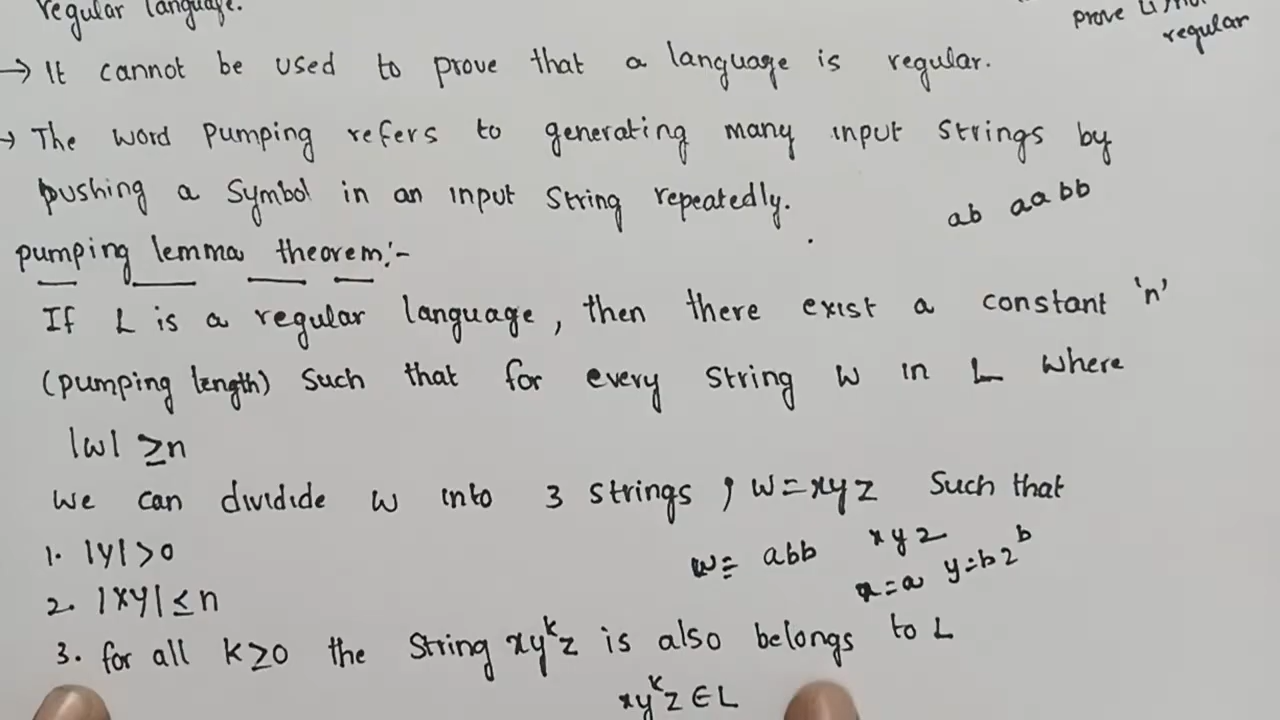 regular language.
prove
regular
→ It cannot be used to prove that a language is regular.
→ The word pumping refers to generating many input strings by
pushing a symbol in an input string repeatedly.
ab aabb
pumping lemma theorem:-
If L is a regular language, then there exist a constant 'n'
(pumping length) such that for every string w in L where
|w| ≥n
we can dividide w into 3 strings, w=xyz such that
1. |y|>0
w= abb xyz
x=a y=b z=b
2. |xy|≤n
3. for all k≥0 the string xy^kz is also belongs to L
xy^kz ∈ L